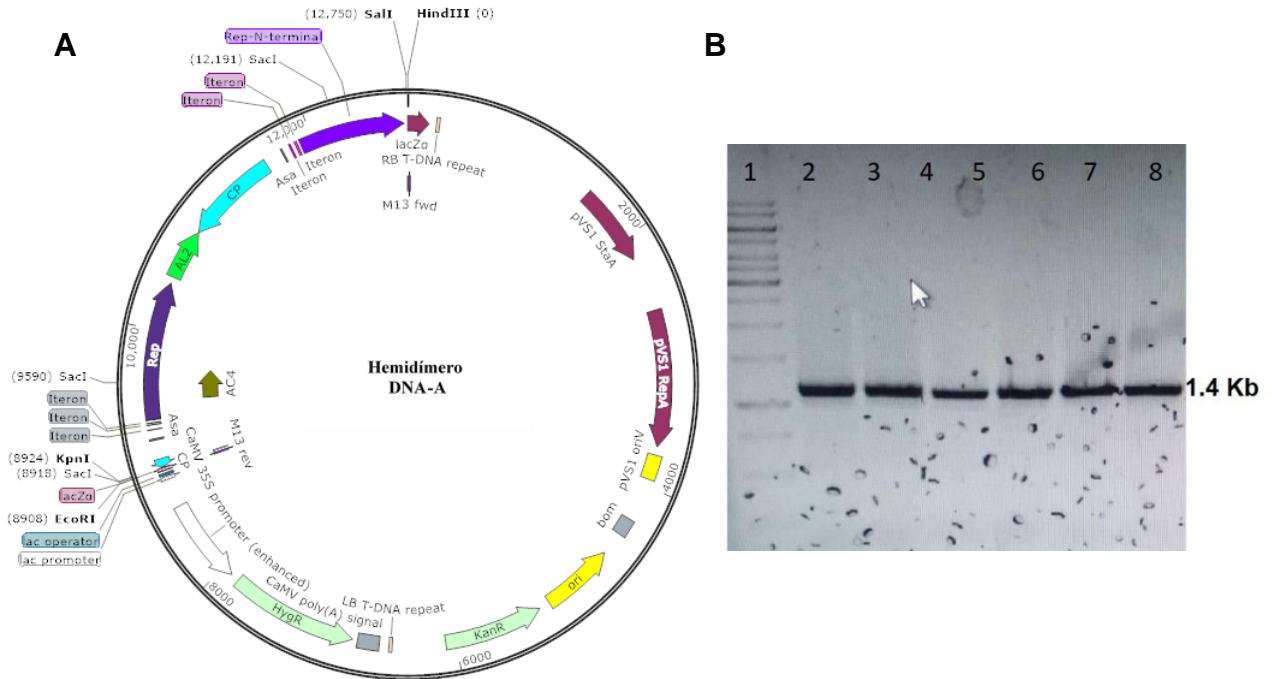 A
(12,750) SalI HindIII (0)
Rep-N-terminal
(12,191) SacI
Iteron
Iteron
12,000
Asa
Iteron
Iteron
lacZα
RB T-DNA repeat
M13 fwd
CP
AL2
Rep
10,000
AC4
(9590) SacI
Iteron
Iteron
Iteron
Asa
(8924) KpnI
(8918) SacI
CP
M13 rev
lacZα
(8908) EcoRI
lac operator
lac promoter
CaMV 35S promoter (enhanced)
8000
HygR
CaMV poly(A) signal
LB T-DNA repeat
KanR
6000
ori
bom
pVS1 oriV
4000
pVS1 RepA
pVS1 StaA
2000
Hemidímero
DNA-A
B
1 2 3 4 5 6 7 8
1.4 Kb